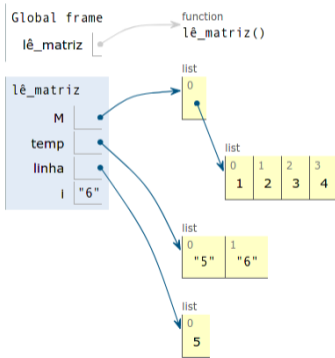 Global frame
lê_matriz
function
lê_matriz()
lê_matriz
M
temp
linha
i "6"
list
0
list
0 1 2 3
1 2 3 4
list
0 1
"5" "6"
list
0
5